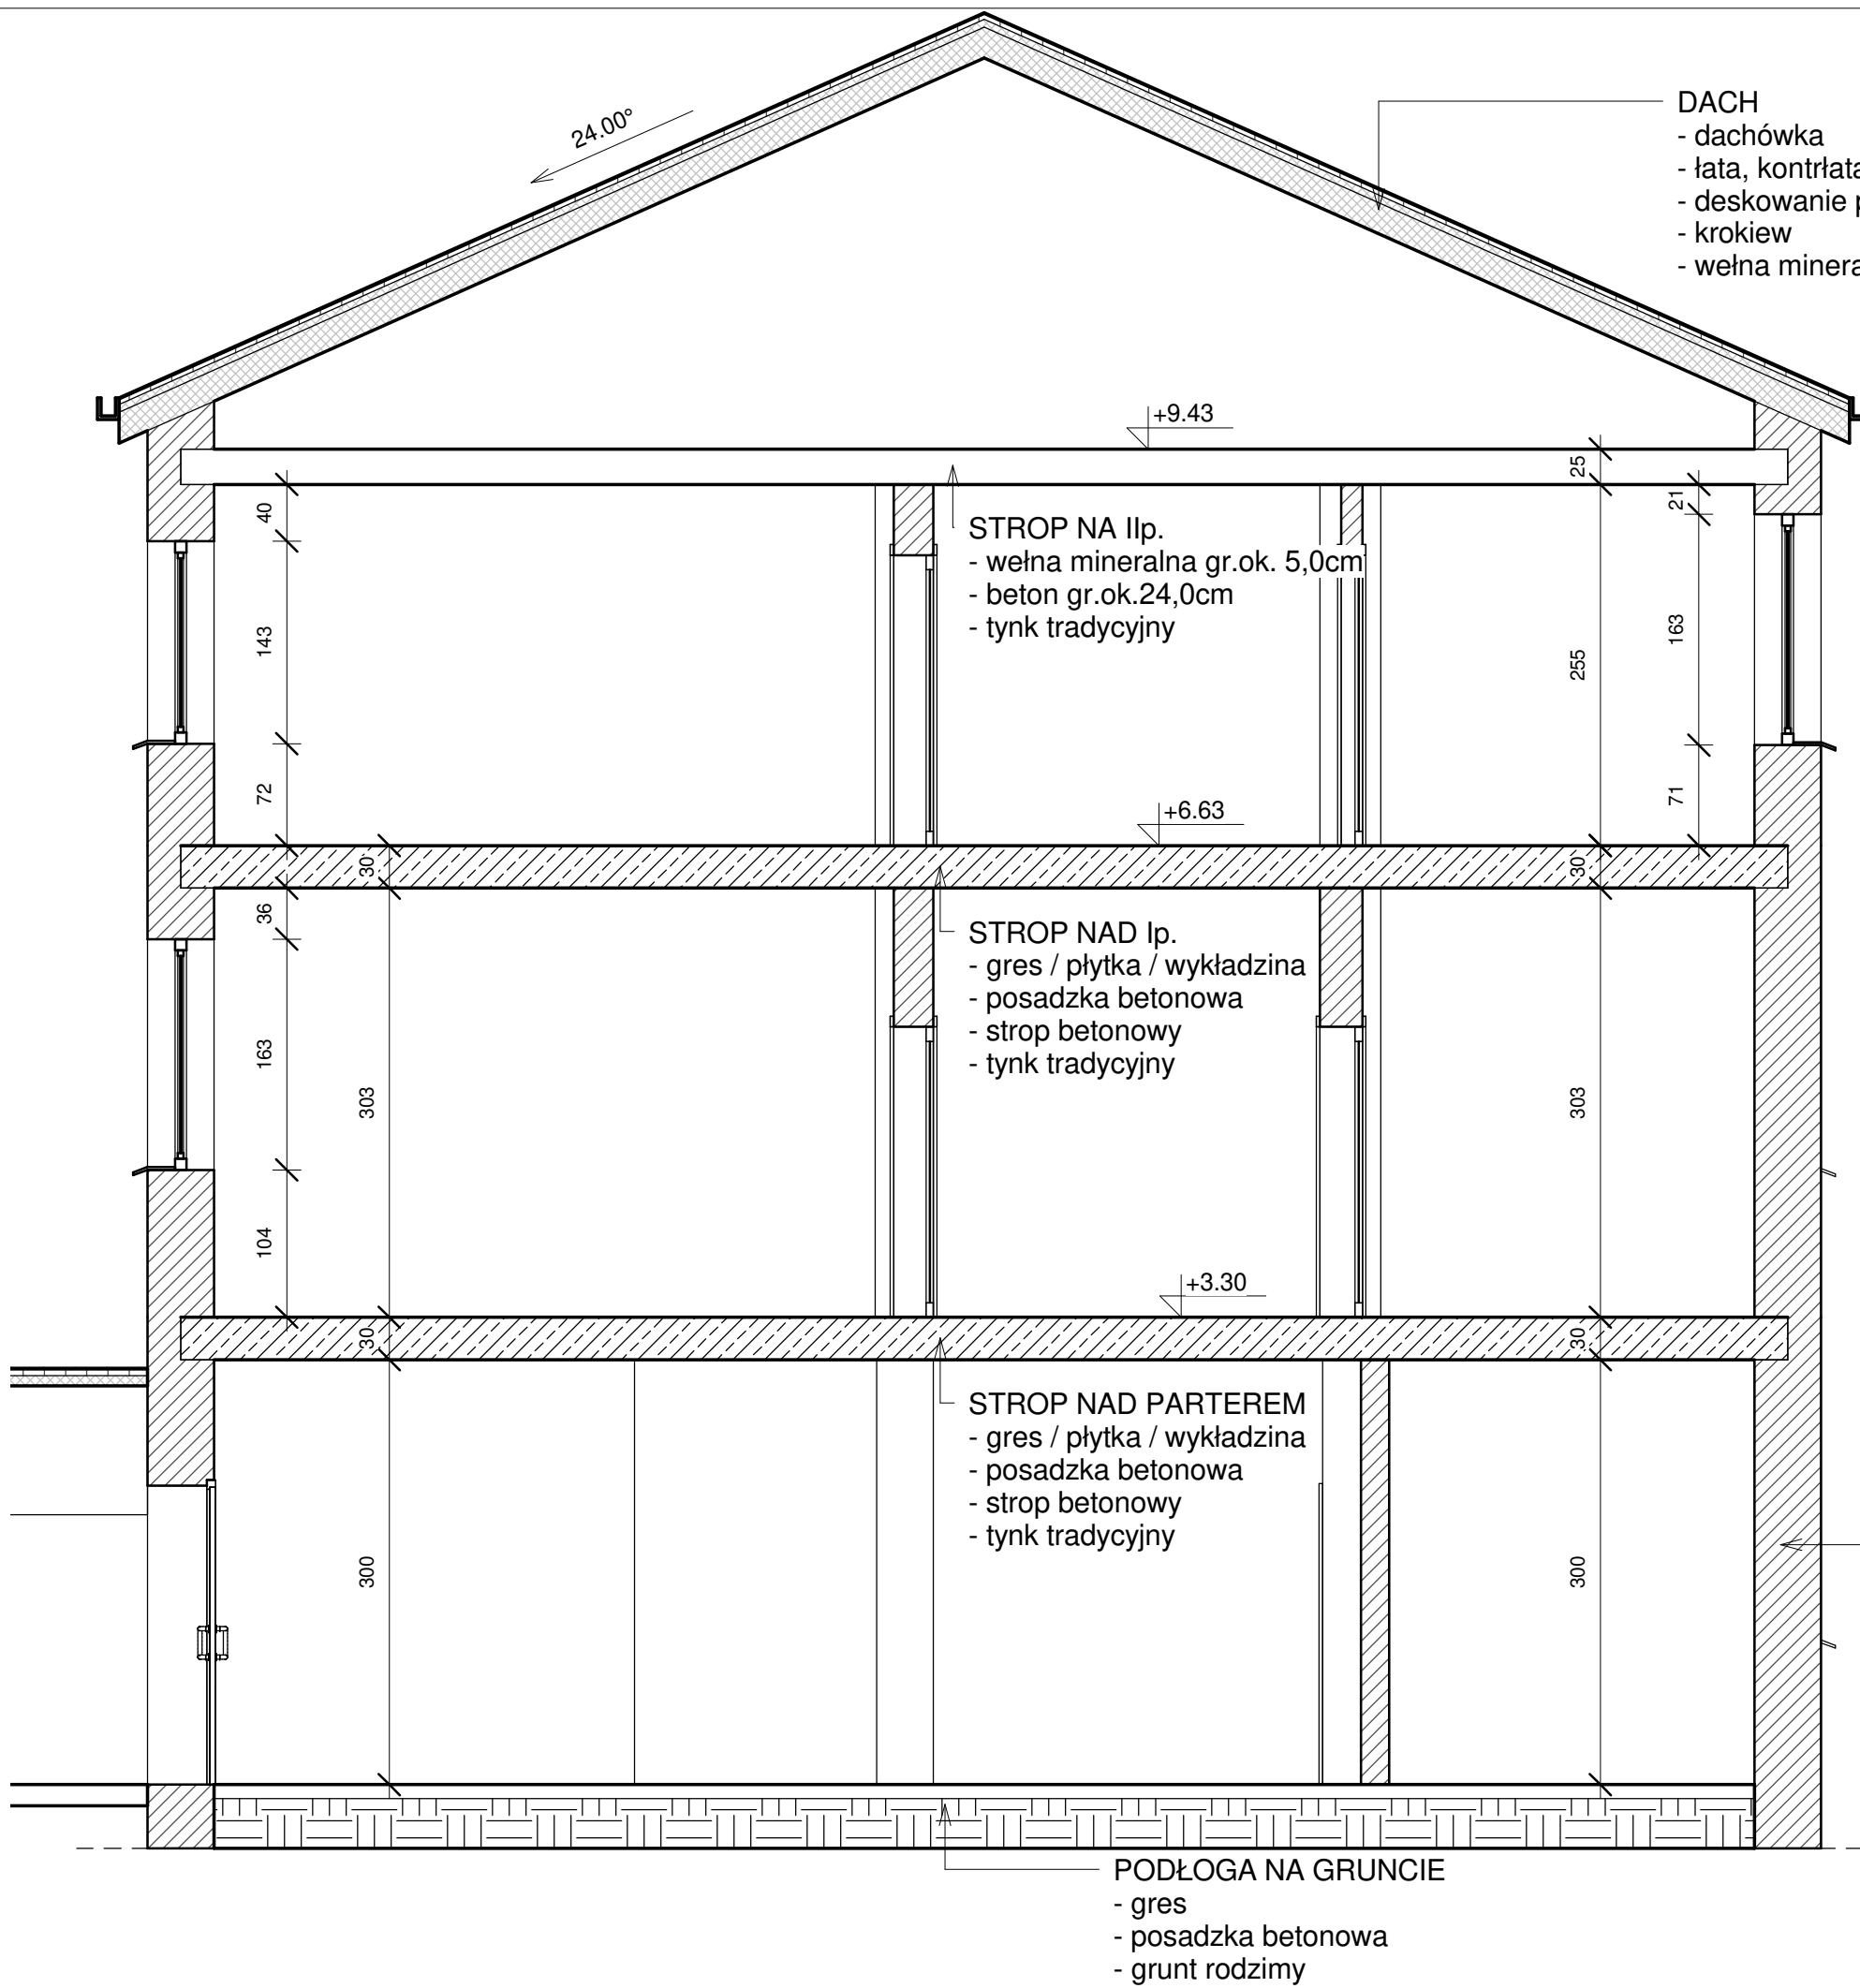 24.00°
DACH
- dachówka
- łata, kontrłata
- deskowanie
- krokiew
- wełna
+9.43
25
21
40
STROP NA IIp.
- wełna mineralna gr.ok. 5,0cm
- beton gr.ok.24,0cm
- tynk tradycyjny
143
163
255
72
71
+6.63
30
30
36
STROP NAD Ip.
- gres / płytka / wykładzina
- posadzka betonowa
- strop betonowy
- tynk tradycyjny
163
303
303
104
+3.30
30
30
STROP NAD PARTEREM
- gres / płytka / wykładzina
- posadzka betonowa
- strop betonowy
- tynk tradycyjny
300
300
PODŁOGA NA GRUNCIE
- gres
- posadzka betonowa
- grunt rodzimy